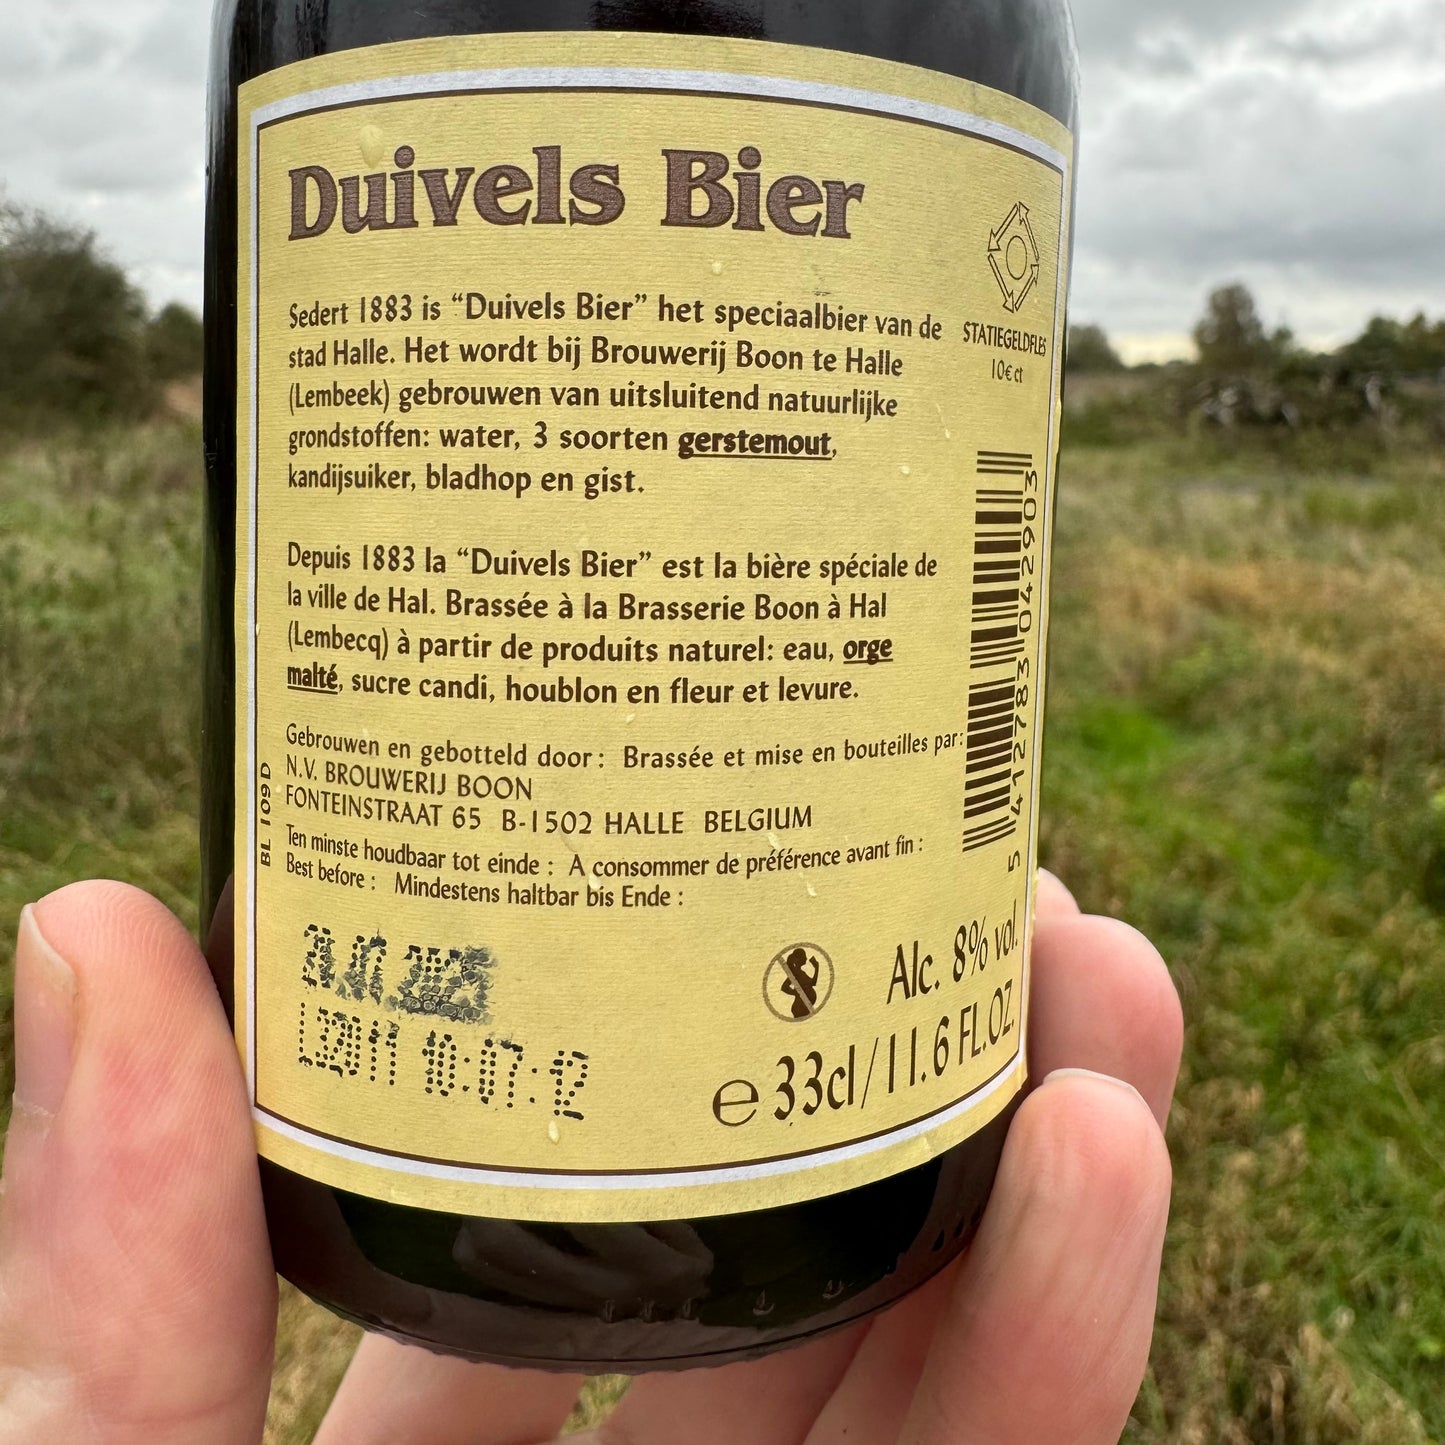 Duivels Bier
Sedert 1883 is “Duivels Bier” het speciaalbier van de
stad Halle. Het wordt bij Brouwerij Boon te Halle
(Lembeek) gebrouwen van uitsluitend natuurlijke
grondstoffen: water, 3 soorten gerstemout,
kandijsuiker, bladhop en gist.
Depuis 1883 la “Duivels Bier” est la bière spéciale de
la ville de Hal. Brassée à la Brasserie Boon à Hal
(Lembecq) à partir de produits naturel: eau, orge
malté, sucre candi, houblon en fleur et levure.
Gebrouwen en gebotteld door : Brassée et mise en bouteilles par:
N.V. BROUWERIJ BOON
FONTEINSTRAAT 65 B-1502 HALLE BELGIUM
Ten minste houdbaar tot einde : A consommer de préférence avant fin :
Best before : Mindestens haltbar bis Ende :
10:07:12
BL 109 D
STATIEGELDFLES
10€ ct
5 412783 042903
Alc. 8% vol.
℮ 33cl/11.6 FL.OZ.